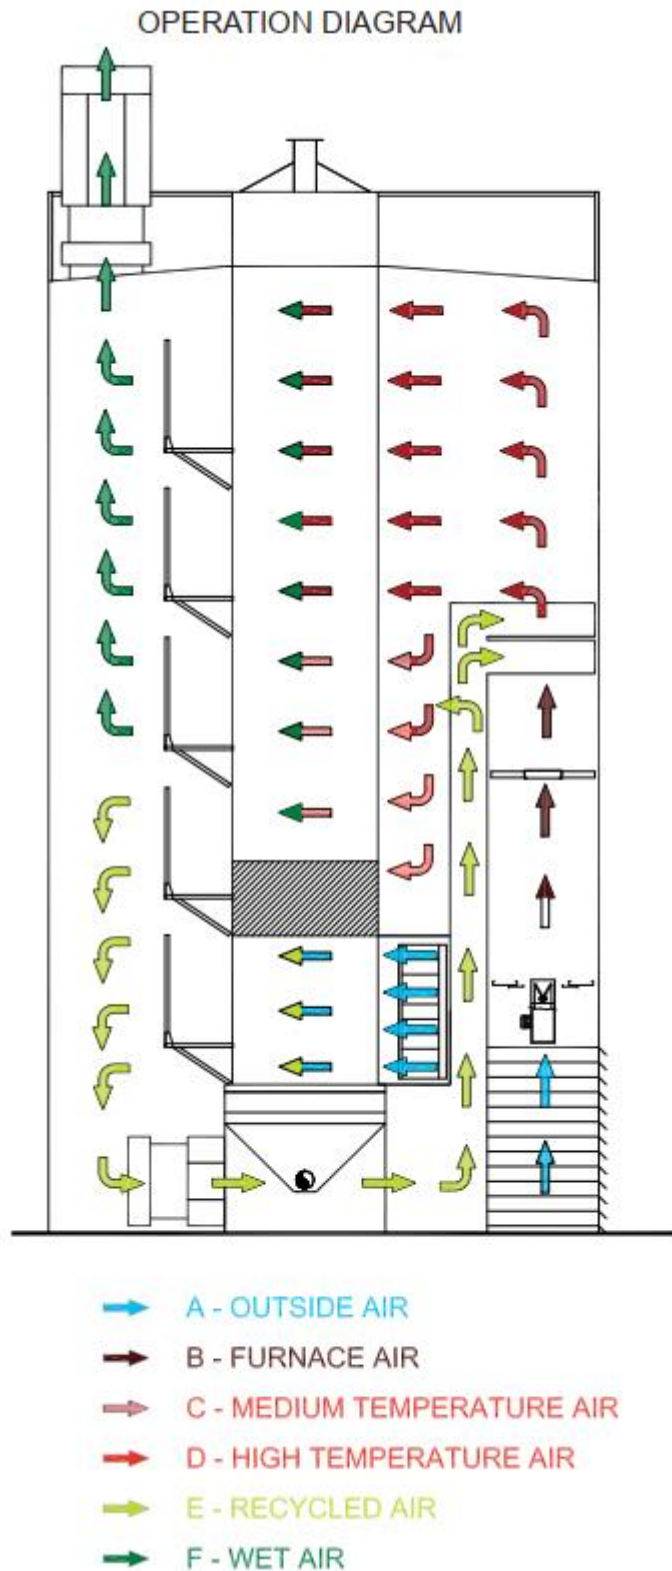 OPERATION DIAGRAM
A - OUTSIDE AIR
B - FURNACE AIR
C - MEDIUM TEMPERATURE AIR
D - HIGH TEMPERATURE AIR
E - RECYCLED AIR
F - WET AIR